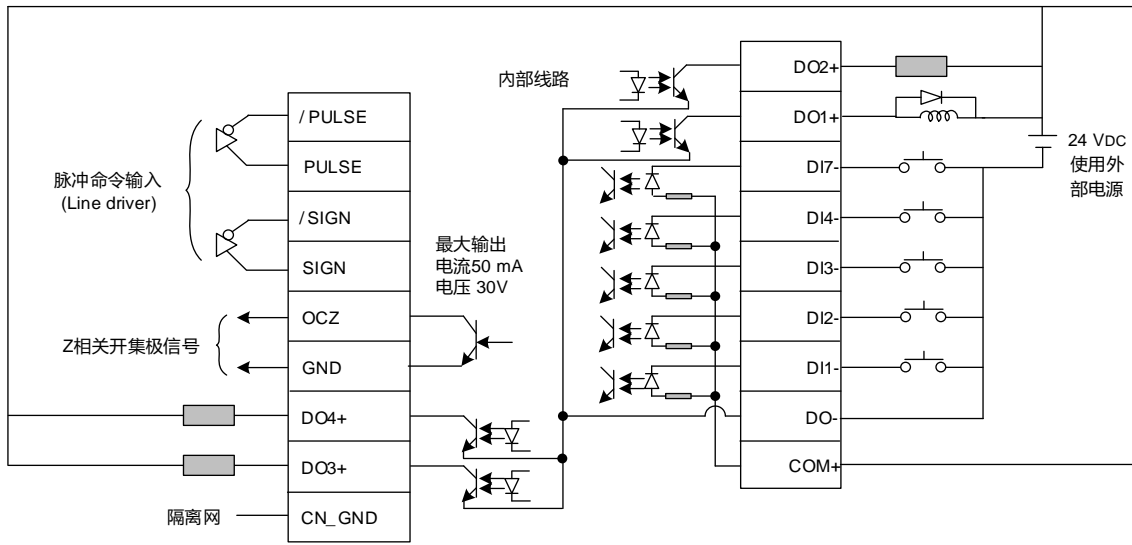 内部线路
脉冲命令输入
(Line driver)
Z相关开集极信号
隔离网
/PULSE
PULSE
/SIGN
SIGN
OCZ
GND
DO4+
DO3+
CN_GND
最大输出
电流50 mA
电压 30V
DO2+
DO1+
DI7-
DI4-
DI3-
DI2-
DI1-
DO-
COM+
24 VDC
使用外
部电源